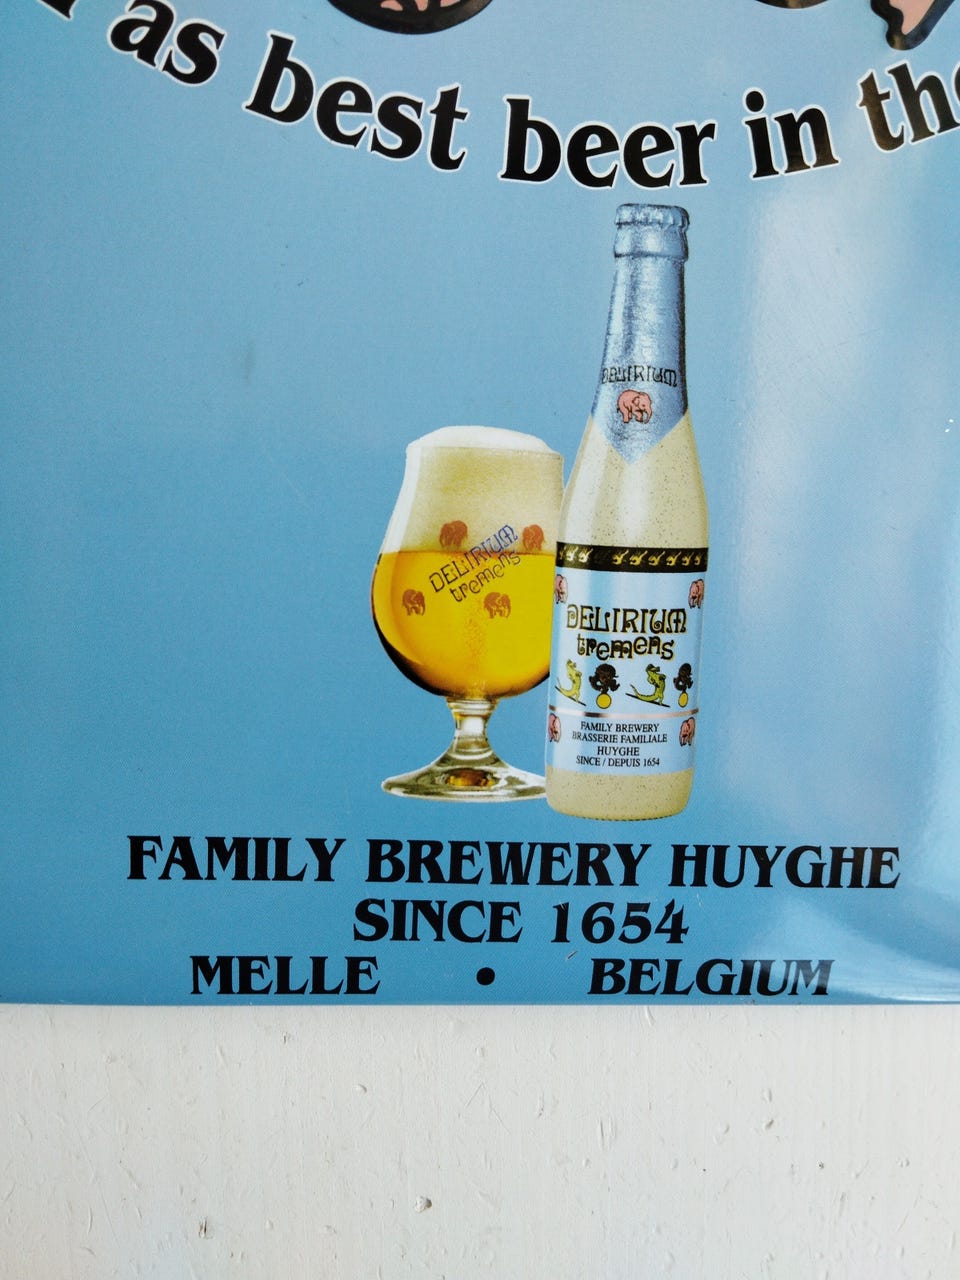 as best beer in the
DELIRIUM
DELIRIUM
tremens
DELIRIUM
tremens
FAMILY BREWERY
BRASSERIE FAMILIALE
HUYGHE
SINCE / DEPUIS 1654
FAMILY BREWERY HUYGHE
SINCE 1654
MELLE • BELGIUM